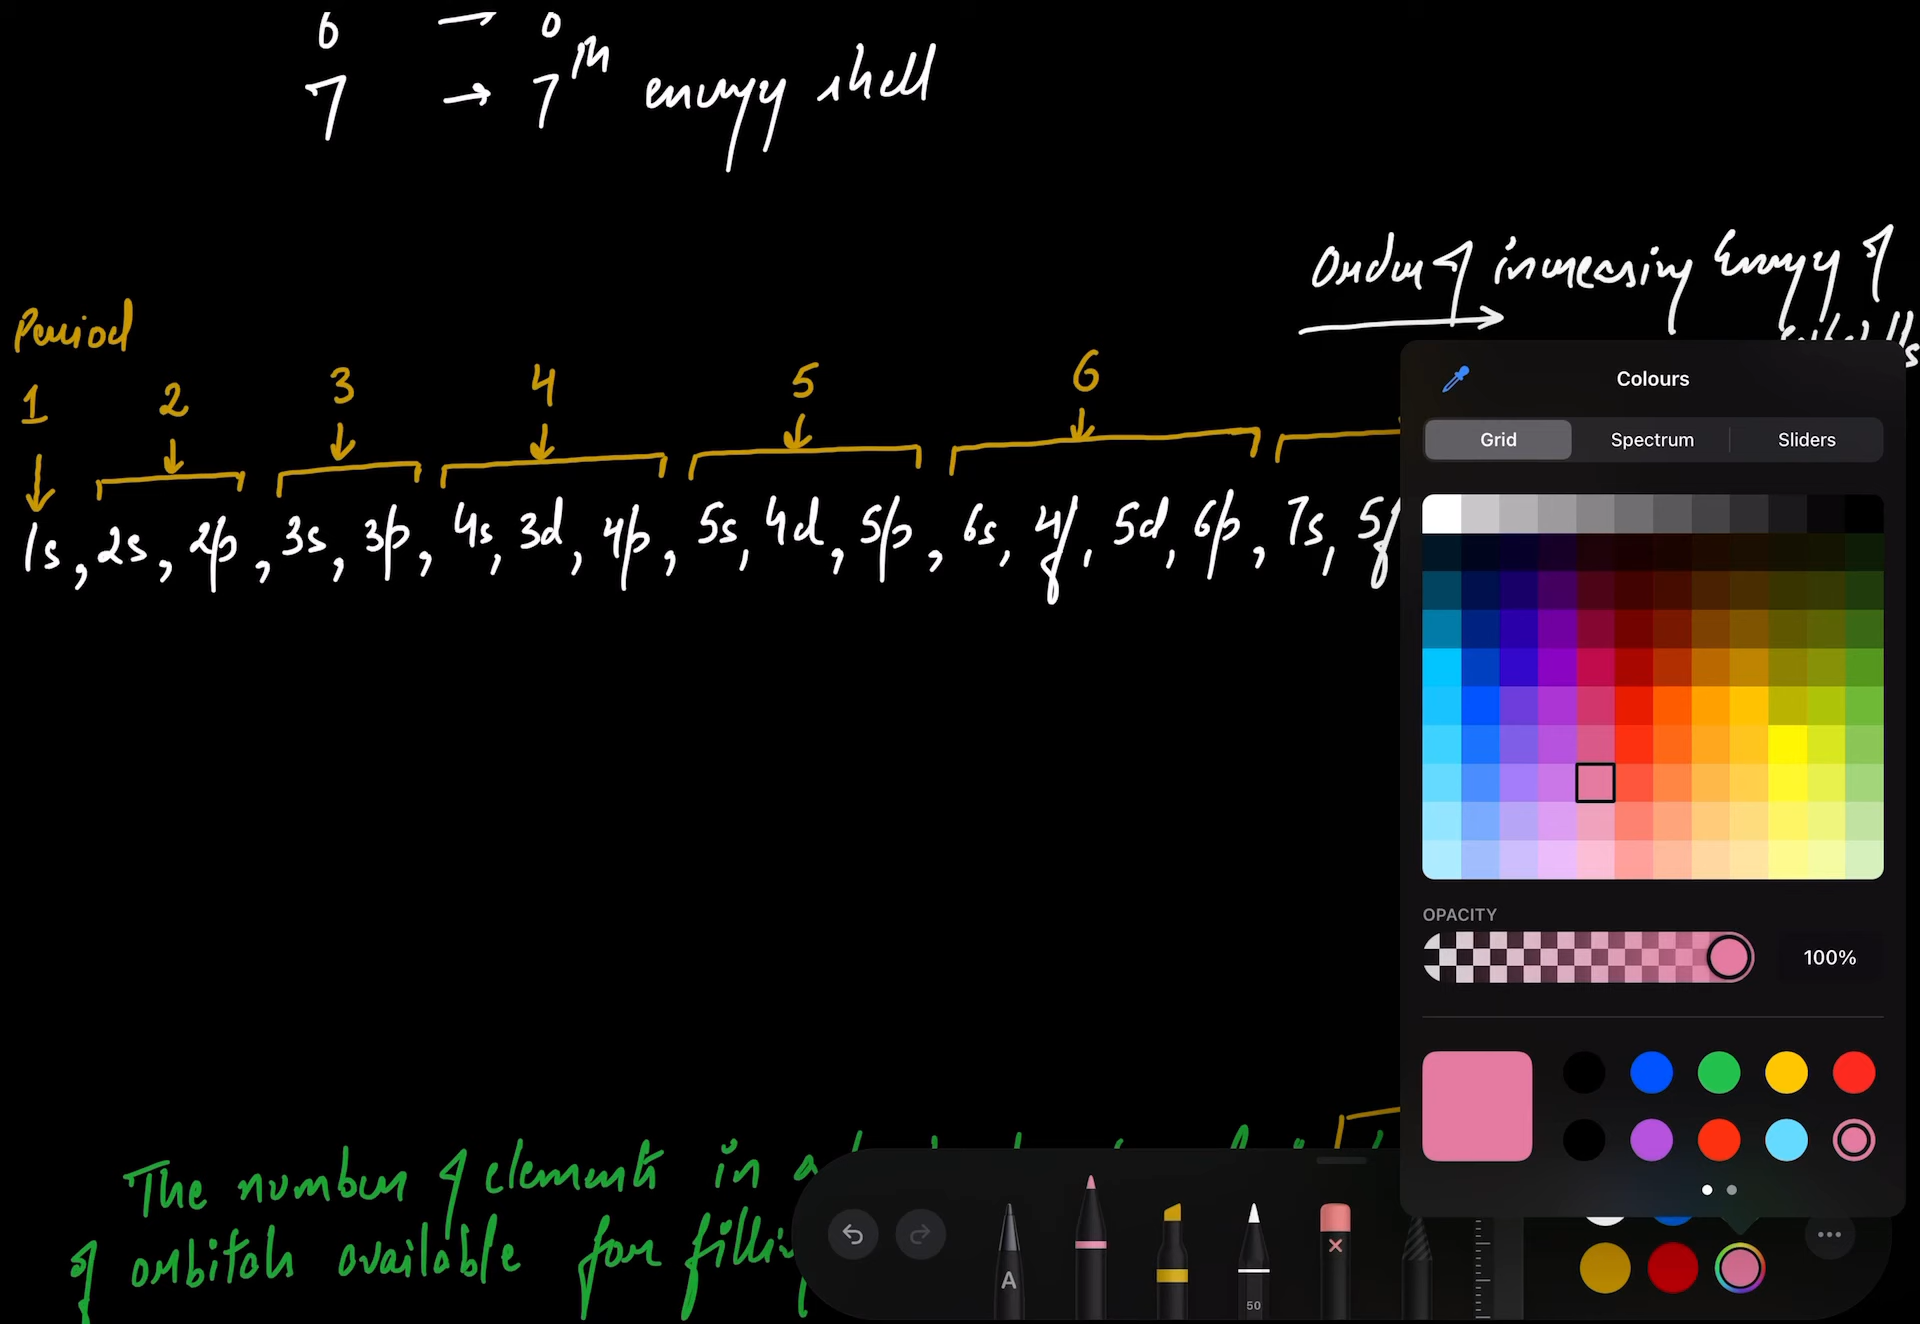 6 →
7 → 7th energy shell
Order of increasing Energy of
Period
1 2 3 4 5 6
1s, 2s, 2p, 3s, 3p, 4s, 3d, 4p, 5s, 4d, 5p, 6s, 4f, 5d, 6p, 7s, 5f
Colours
Grid Spectrum Sliders
OPACITY
100%
The number of elements in a
of orbitals available for filli
A
50